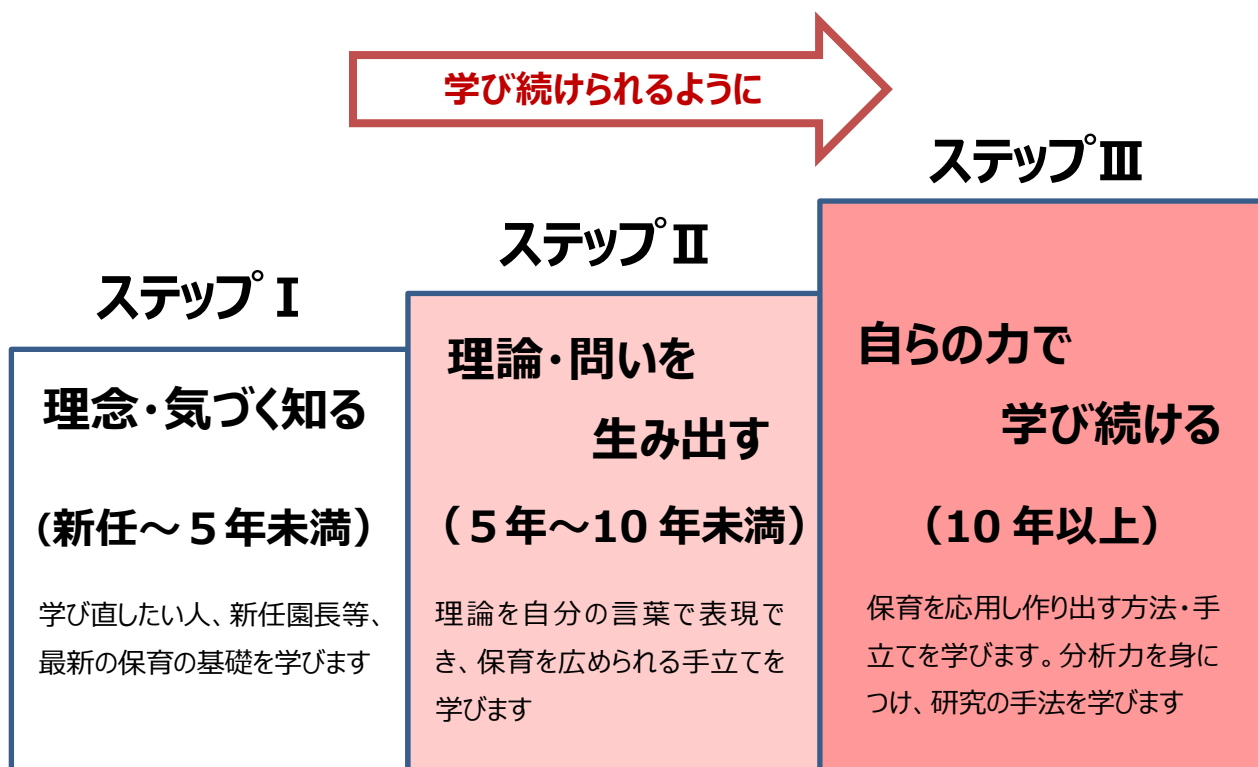 学び続けられるように
ステップⅠ
理念・気づく知る
(新任～５年未満）
学び直したい人、新任園長等、
最新の保育の基礎を学びます
ステップⅡ
理論・問いを
生み出す
（５年～10 年未満）
理論を自分の言葉で表現で
き、保育を広められる手立てを
学びます
ステップⅢ
自らの力で
学び続ける
（10 年以上）
保育を応用し作り出す方法・手
立てを学びます。分析力を身に
つけ、研究の手法を学びます